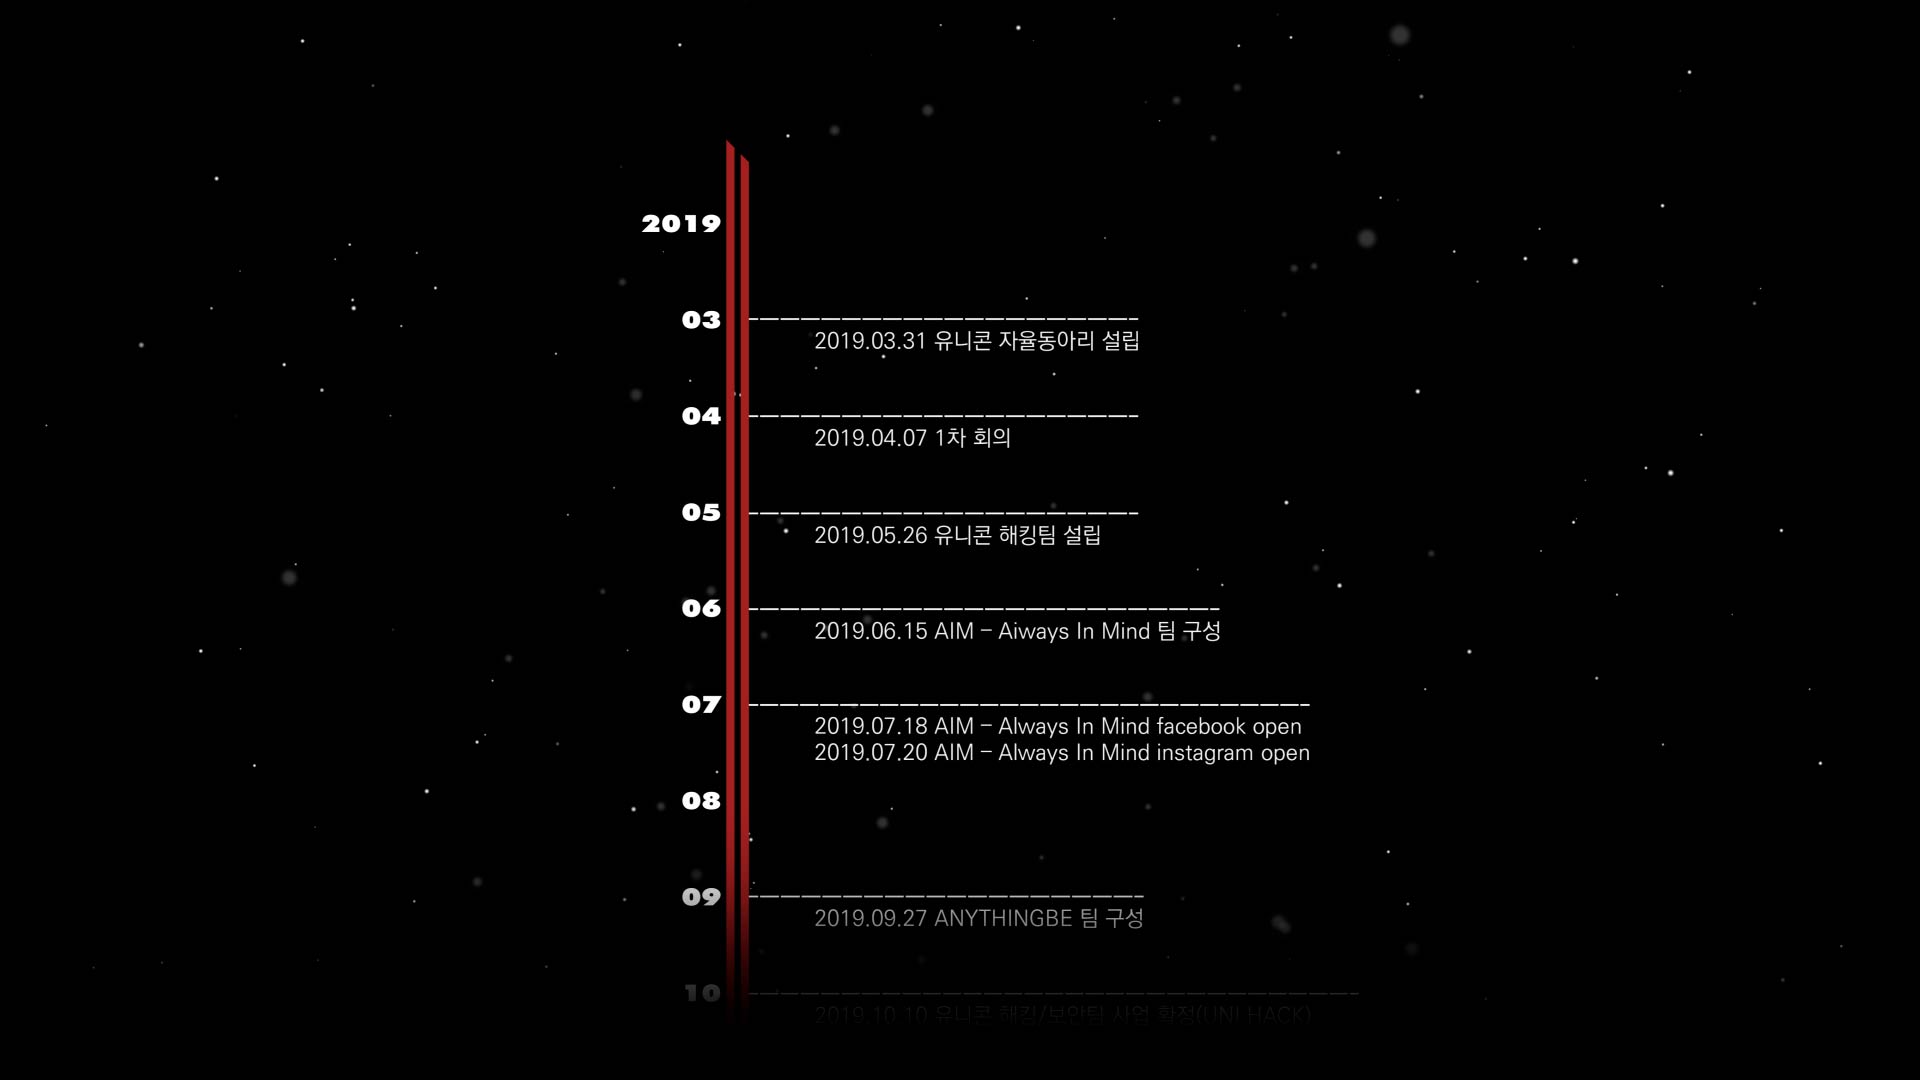 2019
03
2019.03.31 유니콘 자율동아리 설립
04
2019.04.07 1차 회의
05
2019.05.26 유니콘 해킹팀 설립
06
2019.06.15 AIM - Aiways In Mind 팀 구성
07
2019.07.18 AIM - Always In Mind facebook open
2019.07.20 AIM - Always In Mind instagram open
08
09
2019.09.27 ANYTHINGBE 팀 구성
10
2019.10.10 유니콘 해킹/보안팀 사업 확정(UNI HACK)